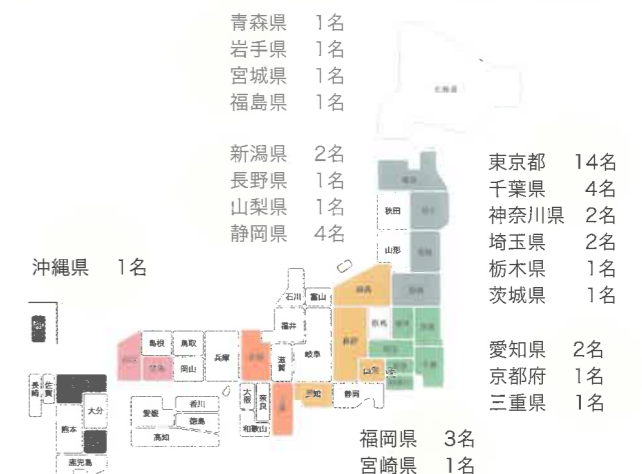 青森県 1名
岩手県 1名
宮城県 1名
福島県 1名
新潟県 2名
長野県 1名
山梨県 1名
静岡県 4名
東京都 14名
千葉県 4名
神奈川県 2名
埼玉県 2名
栃木県 1名
茨城県 1名
愛知県 2名
京都府 1名
三重県 1名
沖縄県 1名
福岡県 3名
宮崎県 1名
北海道
秋田
山形
石川
富山
福井
岐阜
滋賀
静岡
島根
鳥取
岡山
兵庫
大阪
奈良
和歌山
愛媛
香川
徳島
高知
長崎
佐賀
大分
熊本
鹿児島